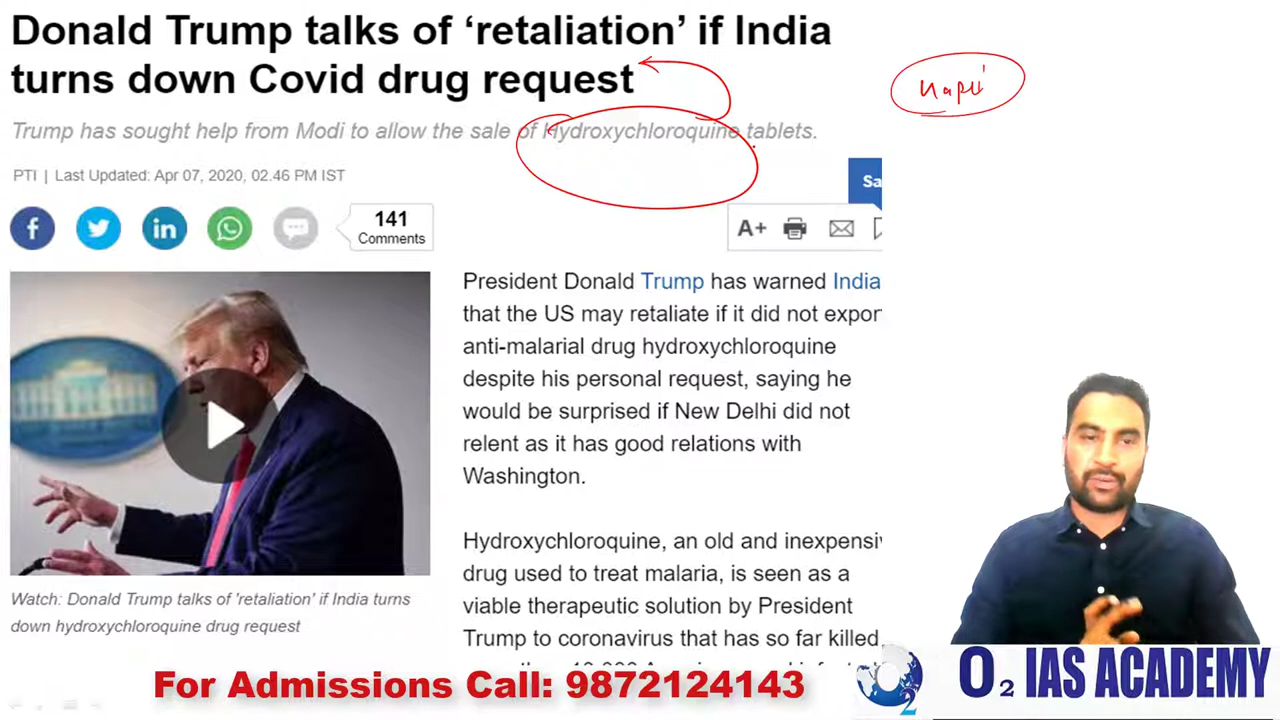 Donald Trump talks of ‘retaliation’ if India
turns down Covid drug request
Trump has sought help from Modi to allow the sale of Hydroxychloroquine tablets.
PTI | Last Updated: Apr 07, 2020, 02.46 PM IST
Sa
f
in
141
Comments
A+
President Donald Trump has warned India
that the US may retaliate if it did not expor
anti-malarial drug hydroxychloroquine
despite his personal request, saying he
would be surprised if New Delhi did not
relent as it has good relations with
Washington.
Watch: Donald Trump talks of 'retaliation' if India turns
down hydroxychloroquine drug request
Hydroxychloroquine, an old and inexpensiv
drug used to treat malaria, is seen as a
viable therapeutic solution by President
Trump to coronavirus that has so far killed
For Admissions Call: 9872124143
O2
O2 IAS ACADEMY